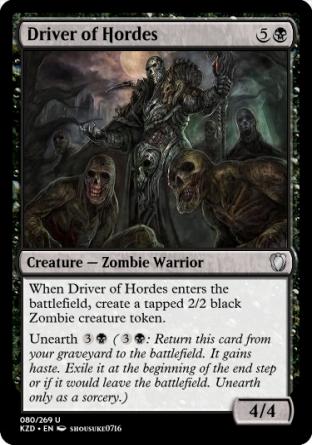 Driver of Hordes 5
Creature — Zombie Warrior
When Driver of Hordes enters the
battlefield, create a tapped 2/2 black
Zombie creature token.
Unearth 3 ( 3 : Return this card from
your graveyard to the battlefield. It gains
haste. Exile it at the beginning of the end step
or if it would leave the battlefield. Unearth
only as a sorcery.)
4/4
080/269 U
KZD • EN SHOUSUKE0716